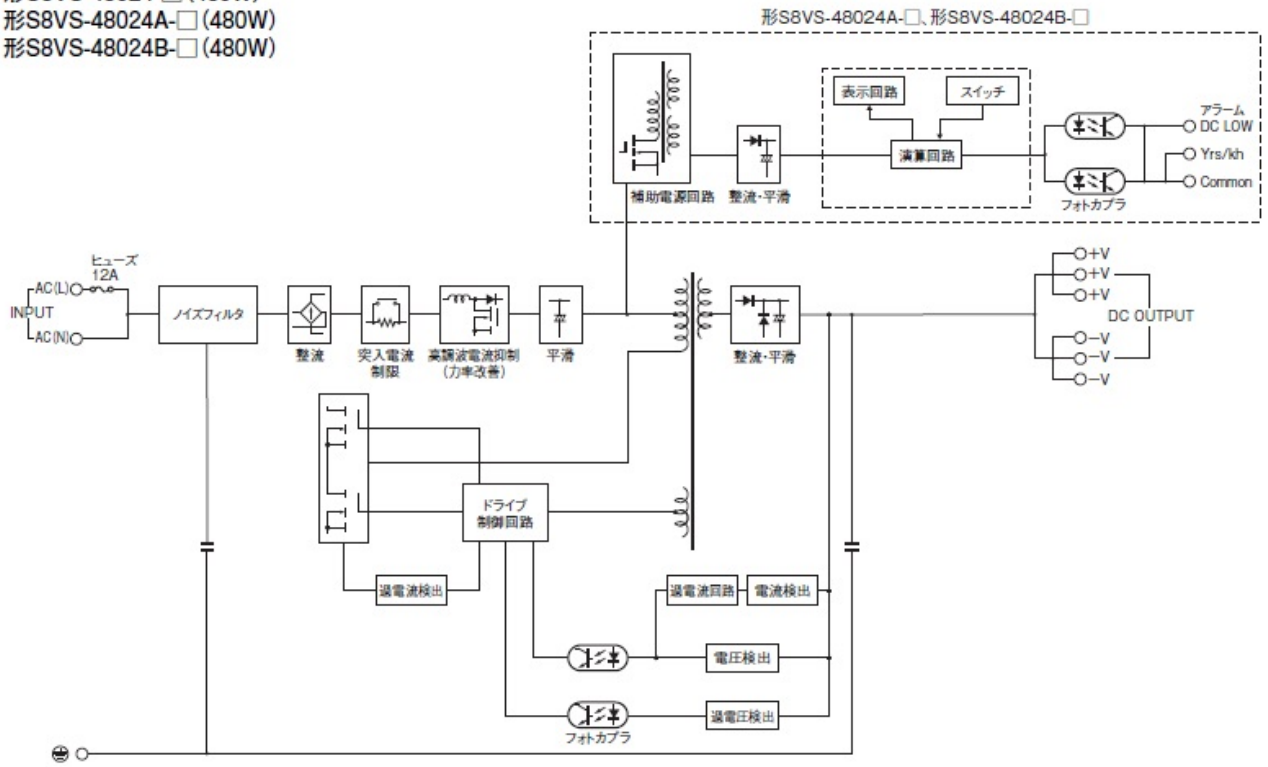 形S8VS-48024A-□(480W)
形S8VS-48024B-□(480W)
形S8VS-48024A-□、形S8VS-48024B-□
表示回路
スイッチ
演算回路
アラーム
DC LOW
Yrs/kh
Common
補助電源回路
整流・平滑
フォトカプラ
ヒューズ
12A
INPUT
AC(L)
AC(N)
ノイズフィルタ
整流
突入電流
制限
高調波電流抑制
(力率改善)
平滑
整流・平滑
+V
+V
+V
DC OUTPUT
−V
−V
−V
ドライブ
制御回路
過電流検出
過電流回路
電流検出
電圧検出
過電圧検出
フォトカプラ